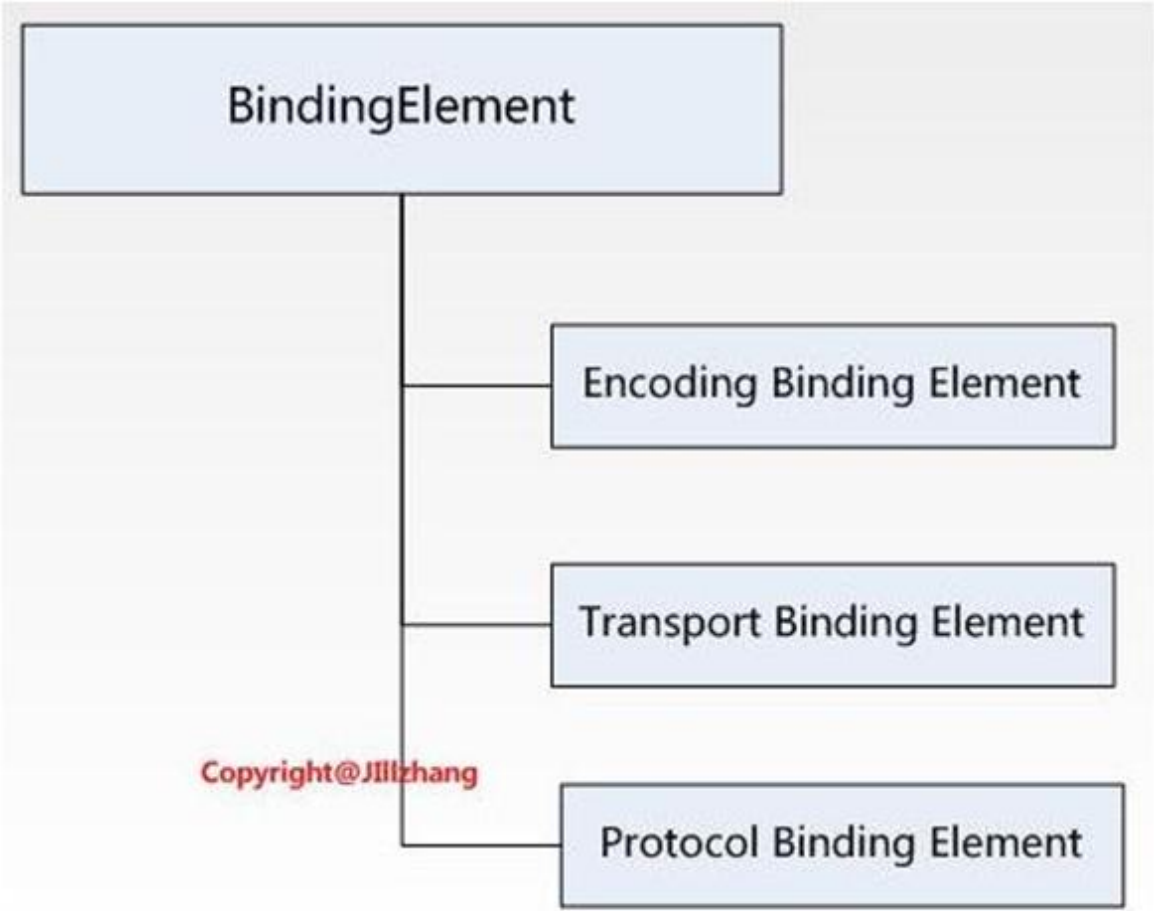 BindingElement
Encoding Binding Element
Transport Binding Element
Copyright@JIllzhang
Protocol Binding Element